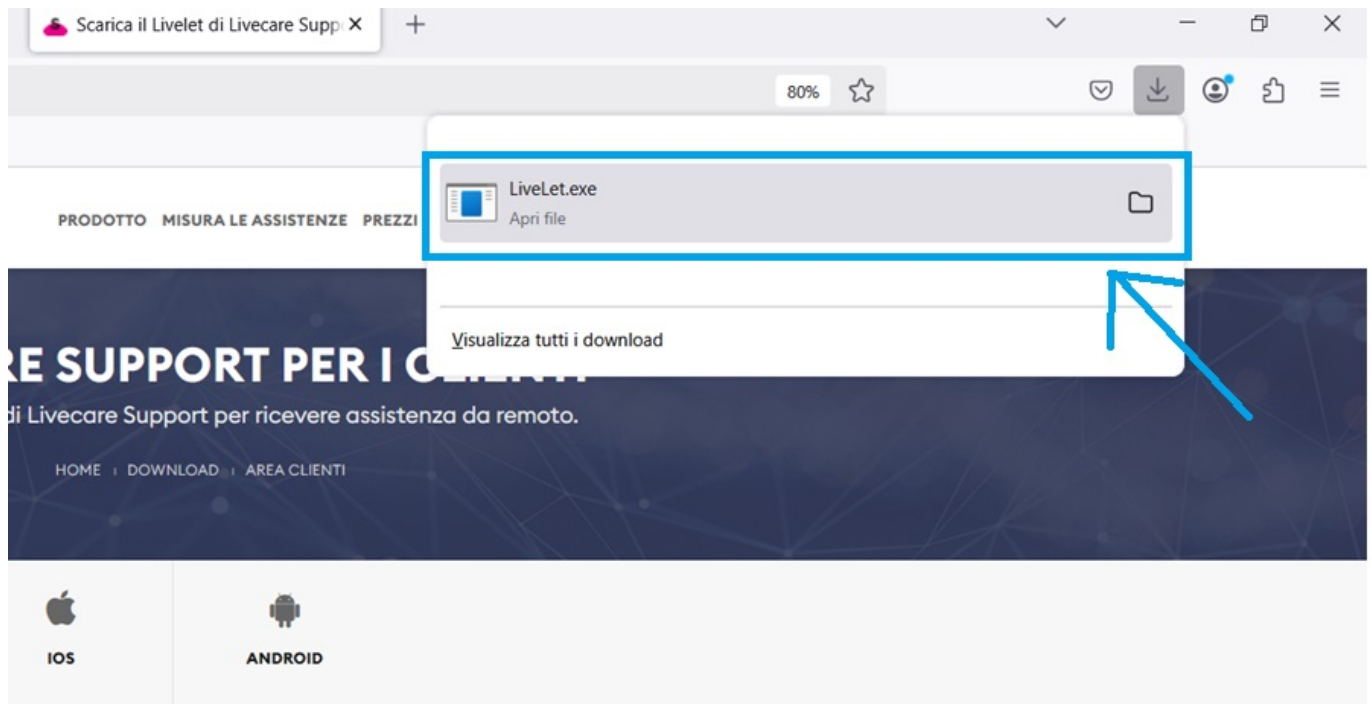 Scarica il Livelet di Livecare Supp
80%
LiveLet.exe
Apri file
PRODOTTO MISURA LE ASSISTENZE PREZZI
Visualizza tutti i download
SUPPORT PER I
di Livecare Support per ricevere assistenza da remoto.
HOME DOWNLOAD AREA CLIENTI
IOS
ANDROID